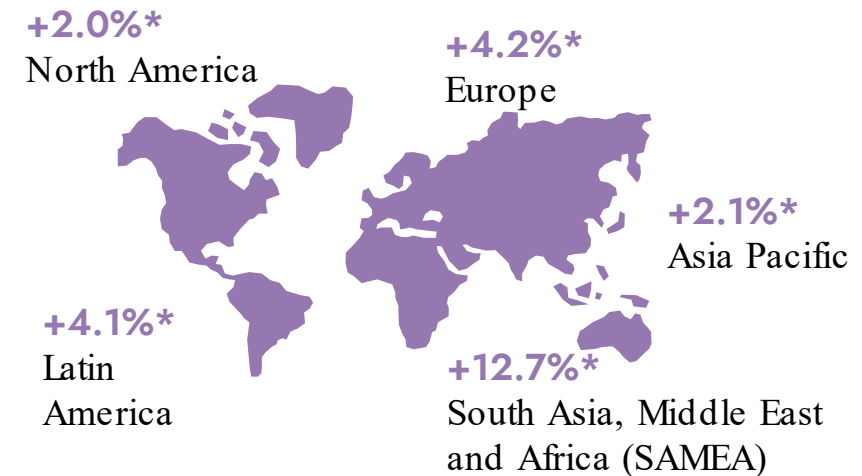 +2.0%*
North America
+4.2%*
Europe
+2.1%*
Asia Pacific
+4.1%*
Latin
America
+12.7%*
South Asia, Middle East
and Africa (SAMEA)